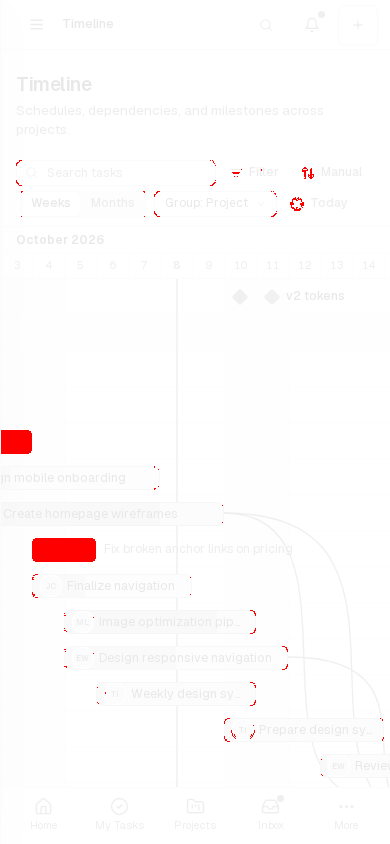 Timeline
Timeline
Schedules, dependencies, and milestones across
projects.
Search tasks
Filter
Manual
Weeks
Months
Group: Project
Today
October 2026
3 4 5 6 7 8 9 10 11 12 13 14
v2 tokens
gn mobile onboarding
Create homepage wireframes
Fix broken anchor links on pricing
Finalize navigation
ML Image optimization pip...
EW Design responsive navigation
TI Weekly design sy...
Prepare design sy...
EW Review
Home
My Tasks
Projects
Inbox
More